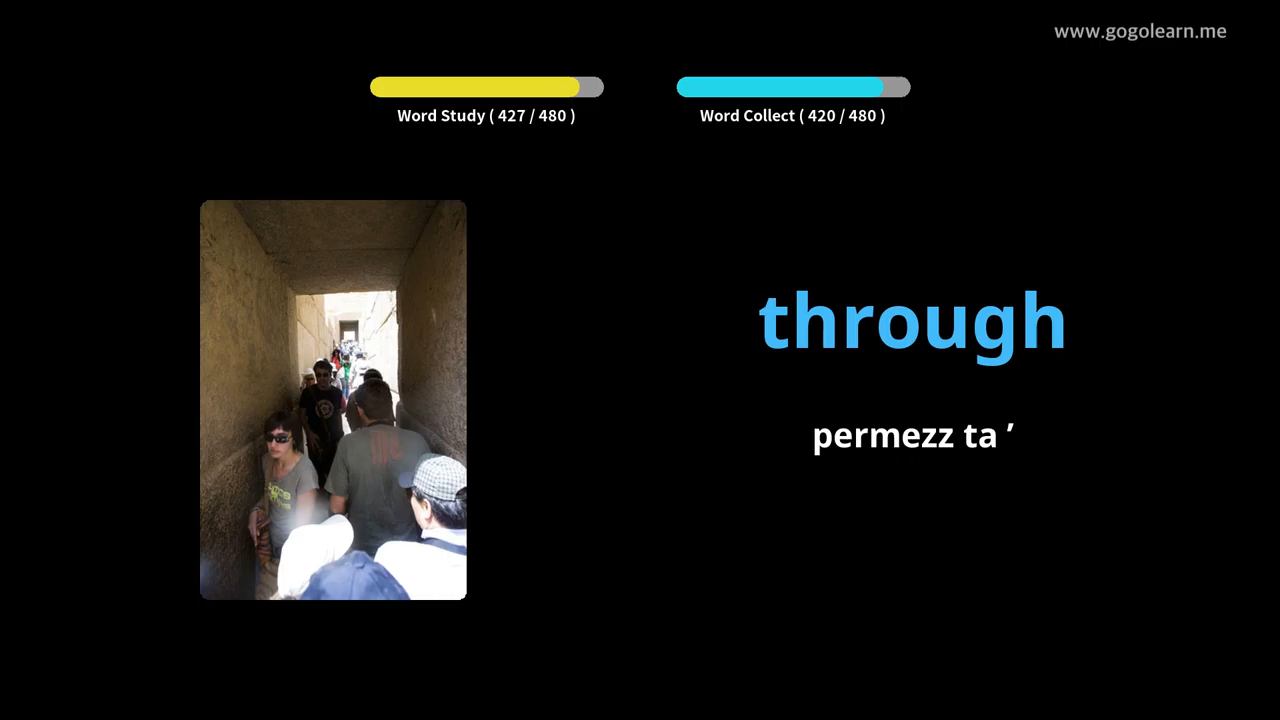 www.gogolearn.me
Word Study ( 427 / 480 )
Word Collect ( 420 / 480 )
through
permezz ta ’